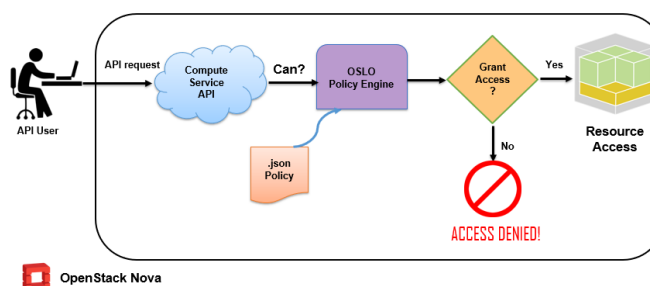 API request
Compute
Service
API
Can?
OSLO
Policy Engine
Grant
Access
?
Yes
API User
Resource
Access
No
.json
Policy
ACCESS DENIED!
OpenStack Nova